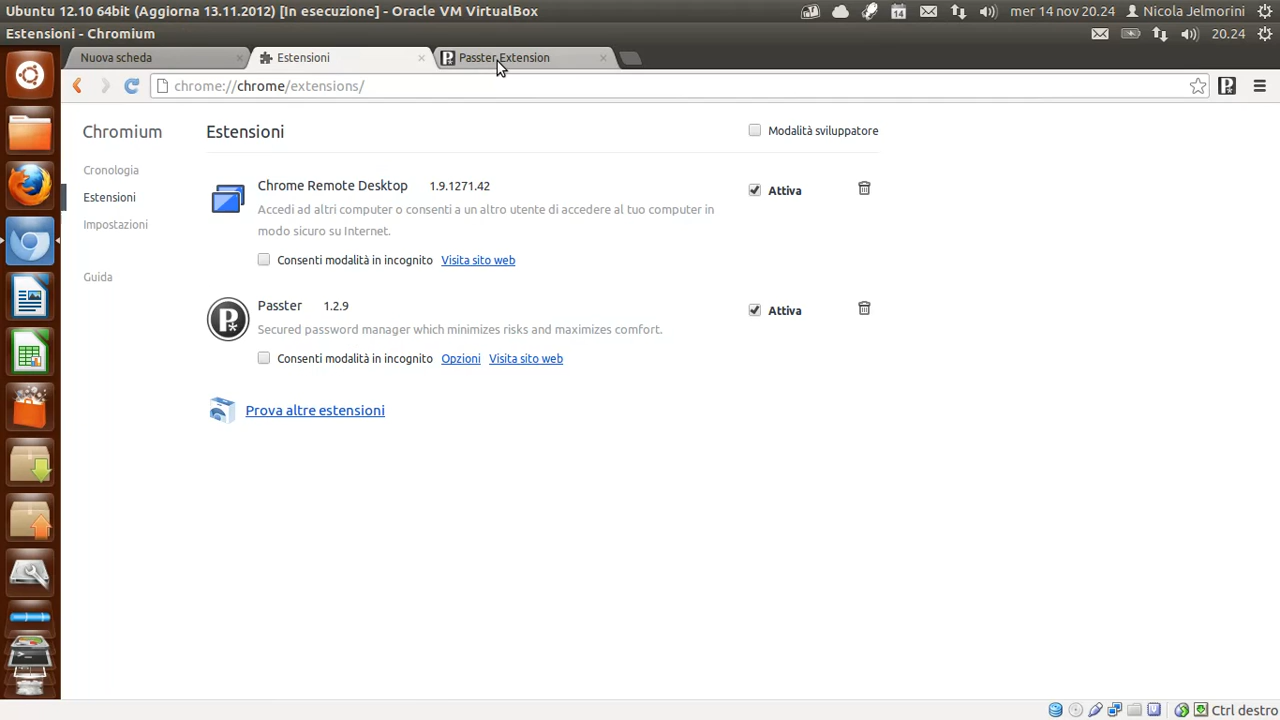 Ubuntu 12.10 64bit (Aggiorna 13.11.2012) [In esecuzione] - Oracle VM VirtualBox
14
mer 14 nov 20.24
Nicola Jelmorini
Estensioni - Chromium
20.24
Nuova scheda
Estensioni
Passter Extension
chrome://chrome/extensions/
Chromium
Estensioni
Modalità sviluppatore
Cronologia
Estensioni
Impostazioni
Guida
Chrome Remote Desktop 1.9.1271.42
Attiva
Accedi ad altri computer o consenti a un altro utente di accedere al tuo computer in
modo sicuro su Internet.
Consenti modalità in incognito Visita sito web
Passter 1.2.9
Attiva
Secured password manager which minimizes risks and maximizes comfort.
Consenti modalità in incognito Opzioni Visita sito web
Prova altre estensioni
Ctrl destro